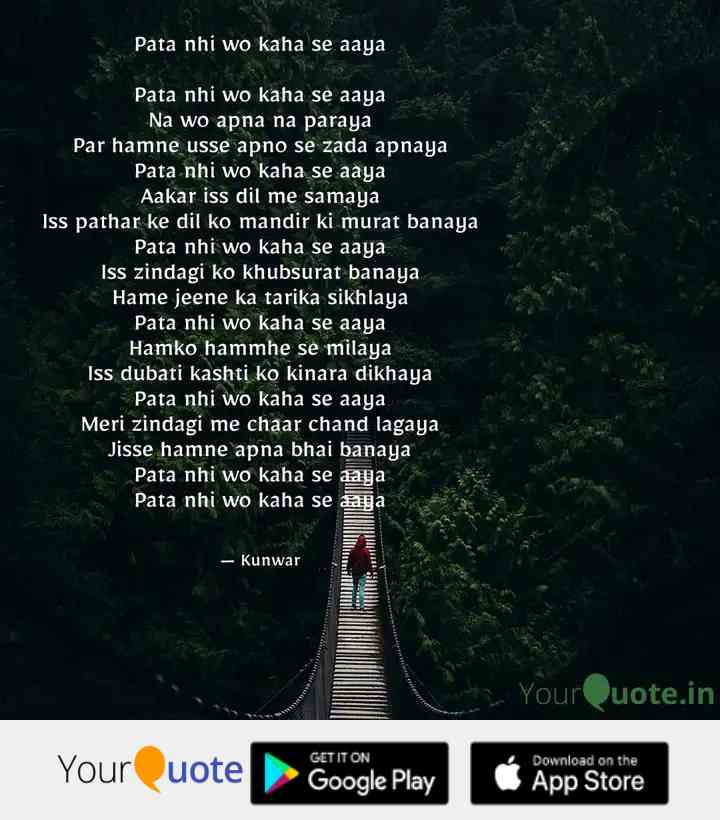 Pata nhi wo kaha se aaya
Pata nhi wo kaha se aaya
Na wo apna na paraya
Par hamne usse apno se zada apnaya
Pata nhi wo kaha se aaya
Aakar iss dil me samaya
Iss pathar ke dil ko mandir ki murat banaya
Pata nhi wo kaha se aaya
Iss zindagi ko khubsurat banaya
Hame jeene ka tarika sikhlaya
Pata nhi wo kaha se aaya
Hamko hammhe se milaya
Iss dubati kashti ko kinara dikhaya
Pata nhi wo kaha se aaya
Meri zindagi me chaar chand lagaya
Jisse hamne apna bhai banaya
Pata nhi wo kaha se aaya
Pata nhi wo kaha se aaya
— Kunwar
YourQuote.in
YourQuote
GET IT ON
Google Play
Download on the
App Store